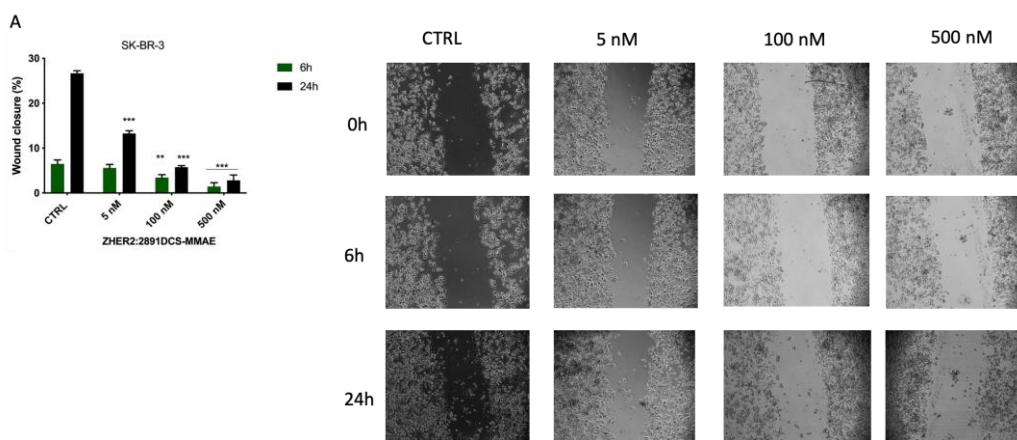 A
SK-BR-3
Wound closure (%)
30
20
10
0
6h
24h
***
** ***
***
CTRL
5 nM
100 nM
500 nM
ZHER2:2891DCS-MMAE
CTRL 5 nM 100 nM 500 nM
0h
6h
24h